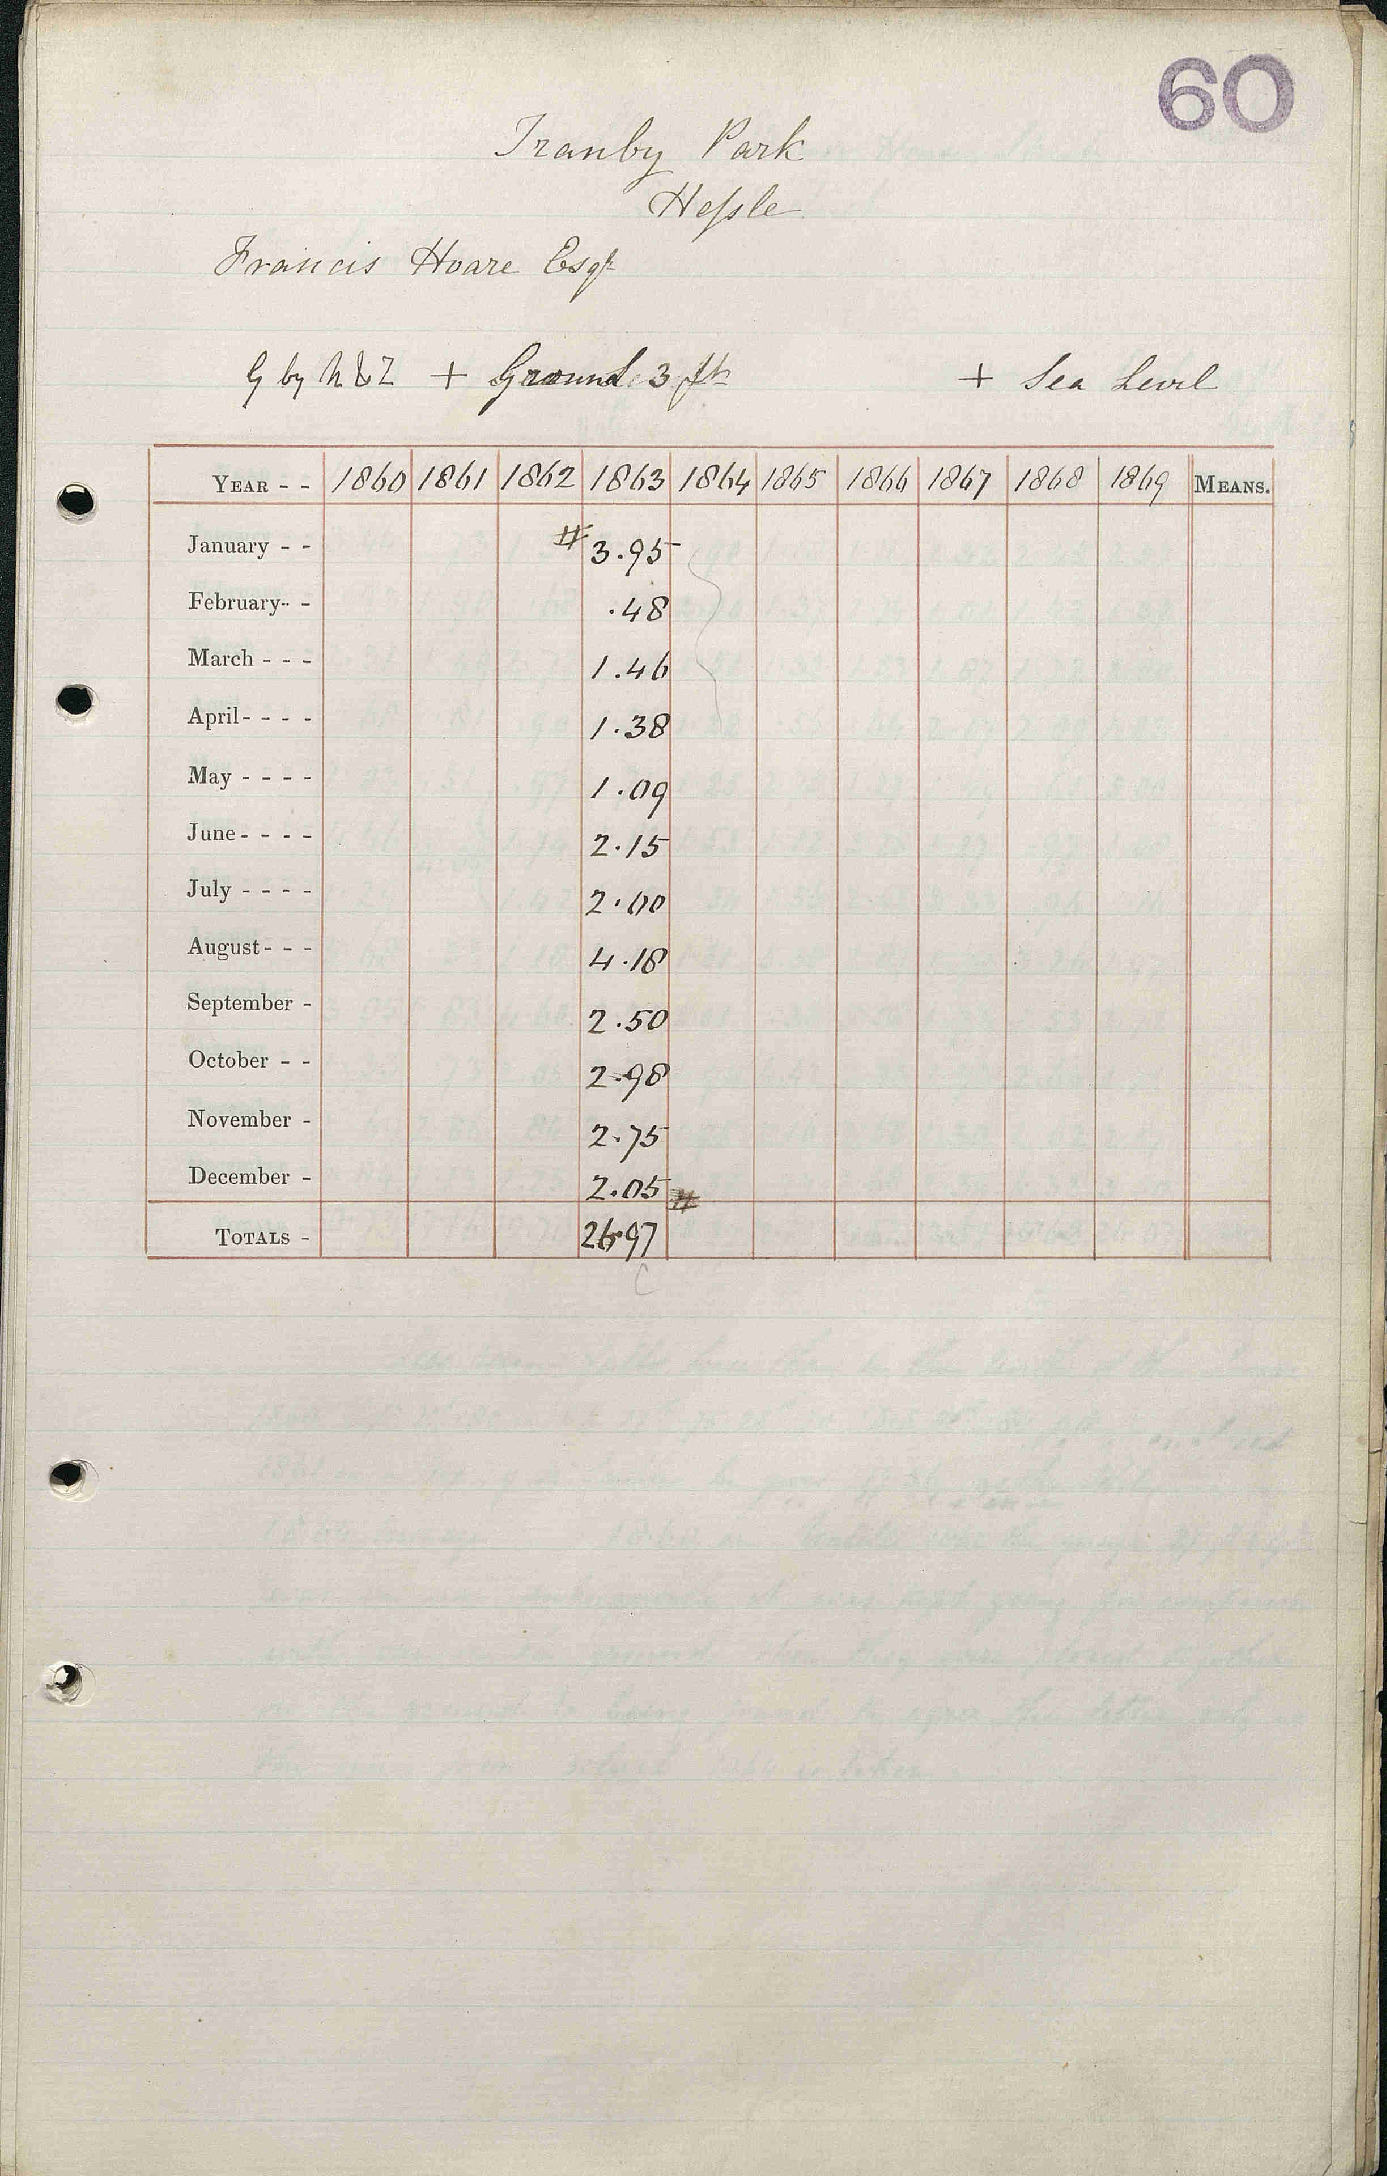 60
Tranby Park
Hessle
Francis Hoare Esqr
G by N & Z + Ground 3 ft + Sea Level
YEAR - - 1860 1861 1862 1863 1864 1865 1866 1867 1868 1869 MEANS.
January - - # 3.95
February - - .48
March - - - 1.46
April - - - - 1.38
May - - - - 1.09
June - - - - 2.15
July - - - - 2.00
August - - - 4.18
September - 2.50
October - - 2.98
November - 2.75
December - 2.05 #
TOTALS - 26.97
C